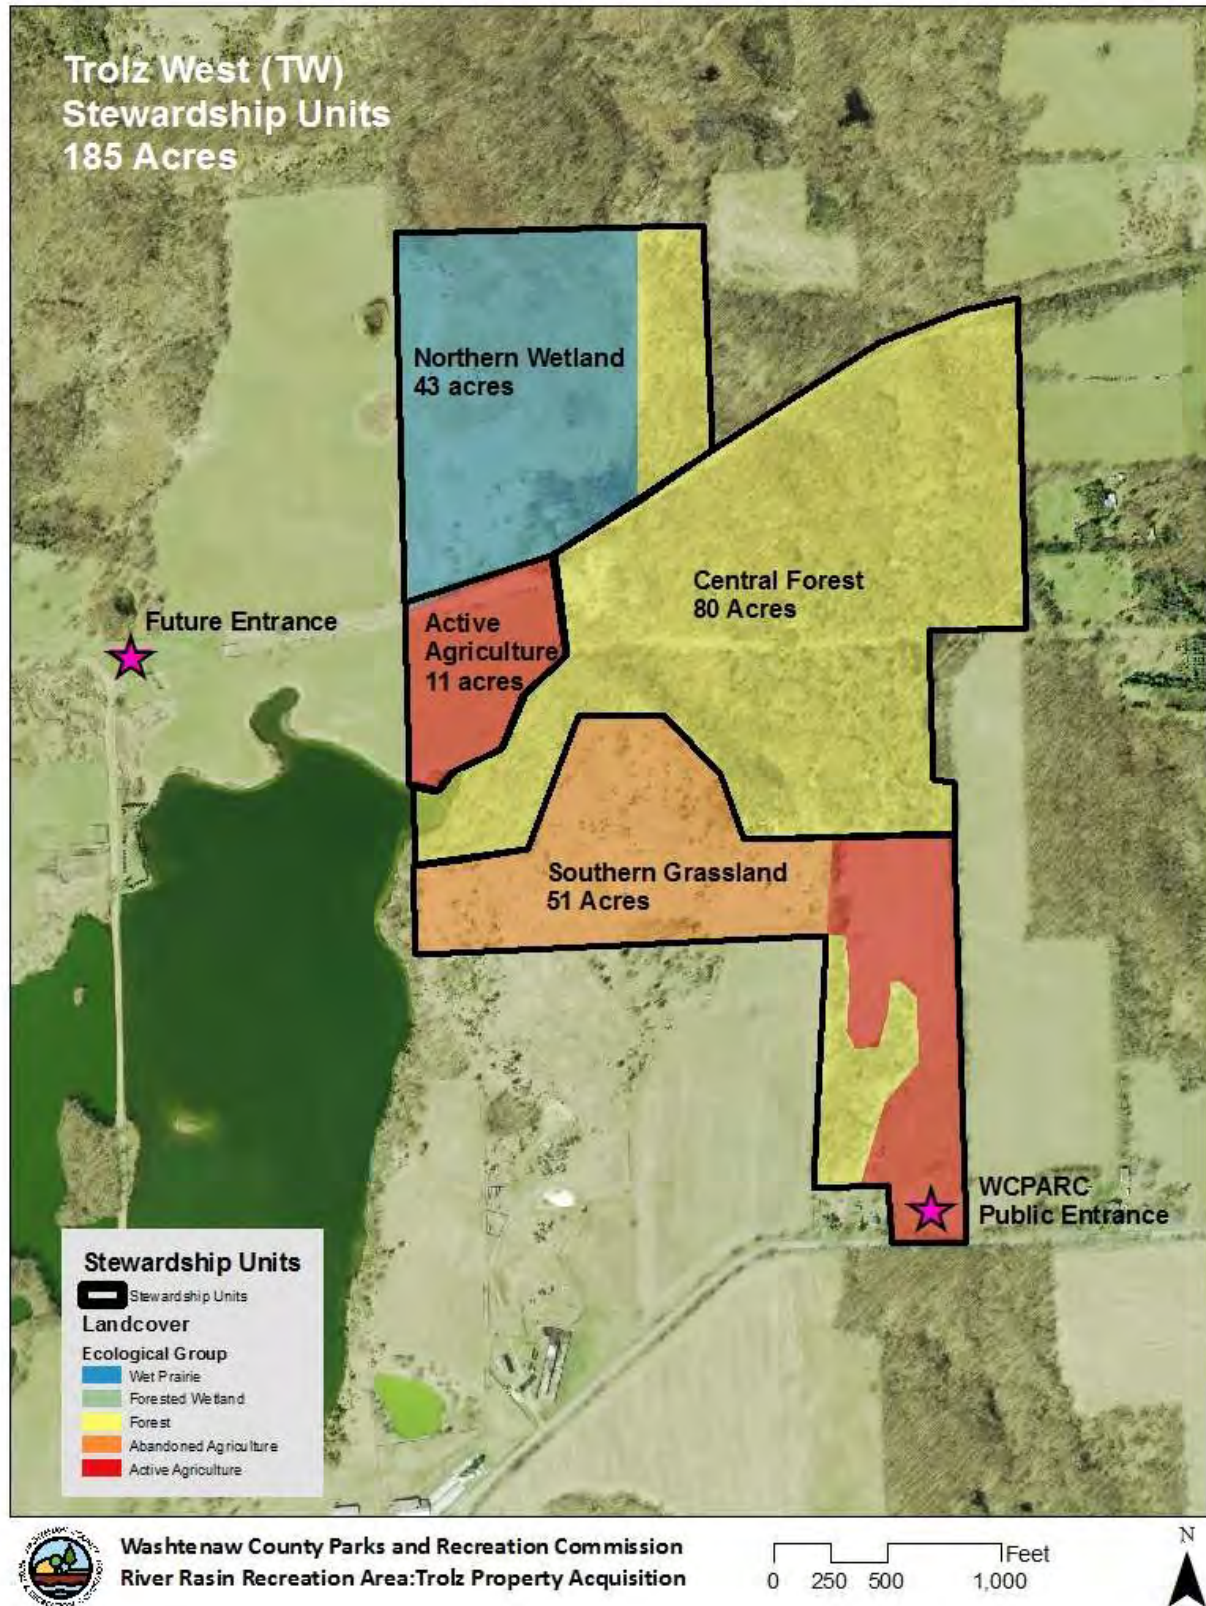 Trolz West (TW)
Stewardship Units
185 Acres
Northern Wetland
43 acres
Central Forest
80 Acres
Future Entrance
Active
Agriculture
11 acres
Southern Grassland
51 Acres
WCPARC
Public Entrance
Stewardship Units
Stewardship Units
Landcover
Ecological Group
Wet Prairie
Forested Wetland
Forest
Abandoned Agriculture
Active Agriculture
Washtenaw County Parks and Recreation Commission
River Rasin Recreation Area:Trolz Property Acquisition
Feet
0 250 500 1,000
N